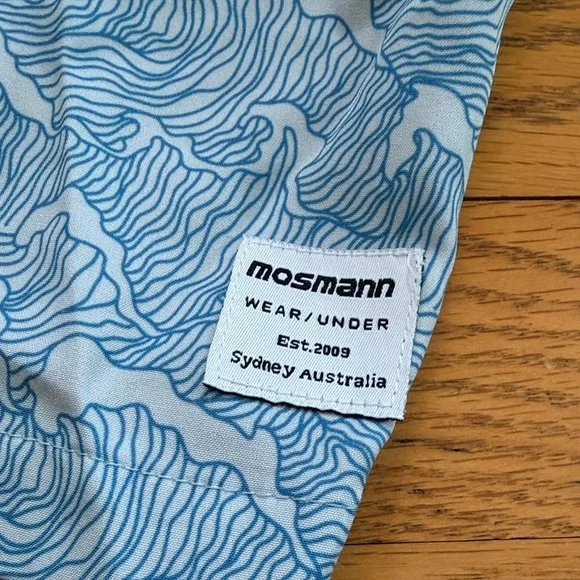 mosmann
WEAR/UNDER
Est.2009
Sydney Australia